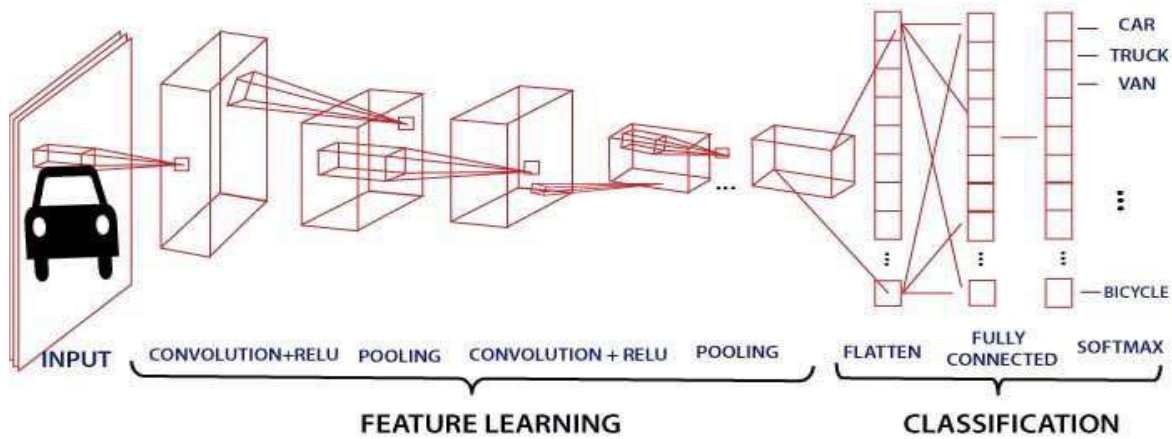 CAR
TRUCK
VAN
BICYCLE
INPUT
CONVOLUTION+RELU
POOLING
CONVOLUTION + RELU
POOLING
FLATTEN
FULLY
CONNECTED
SOFTMAX
FEATURE LEARNING
CLASSIFICATION